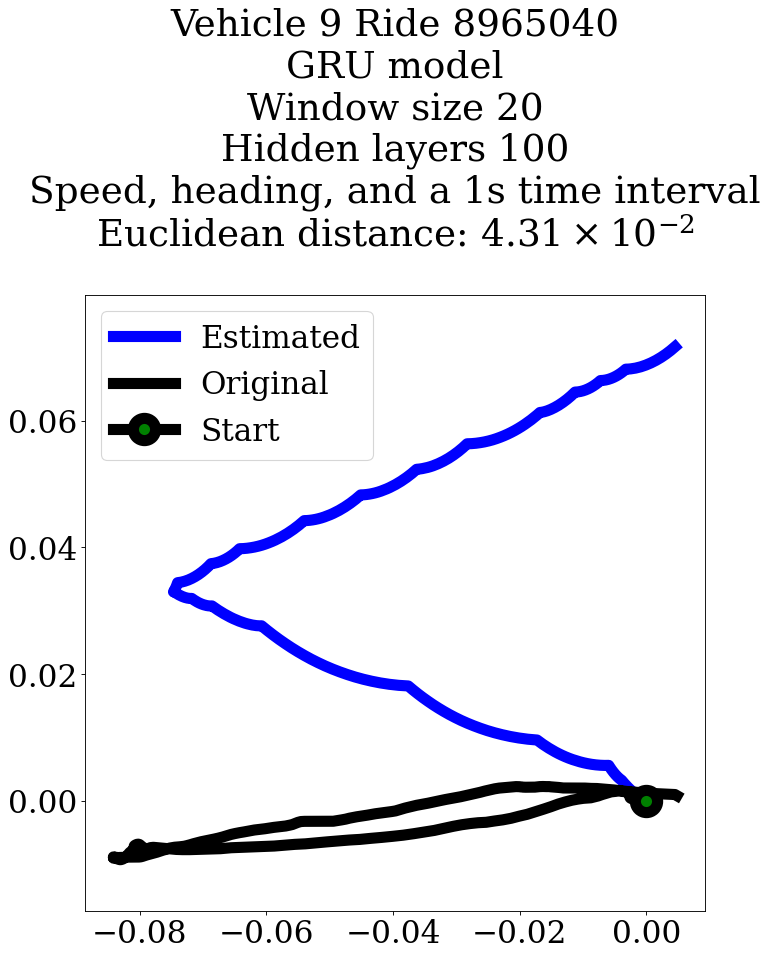 Vehicle 9 Ride 8965040
GRU model
Window size 20
Hidden layers 100
Speed, heading, and a 1s time interval
Euclidean distance: 4.31 × 10⁻²
Estimated
Original
Start
0.06
0.04
0.02
0.00
−0.08 −0.06 −0.04 −0.02 0.00